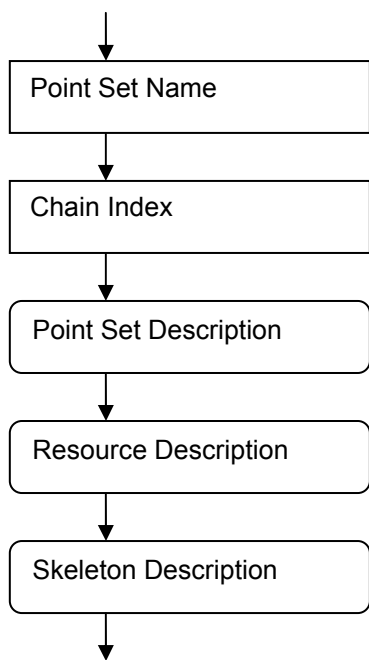 Point Set Name
Chain Index
Point Set Description
Resource Description
Skeleton Description